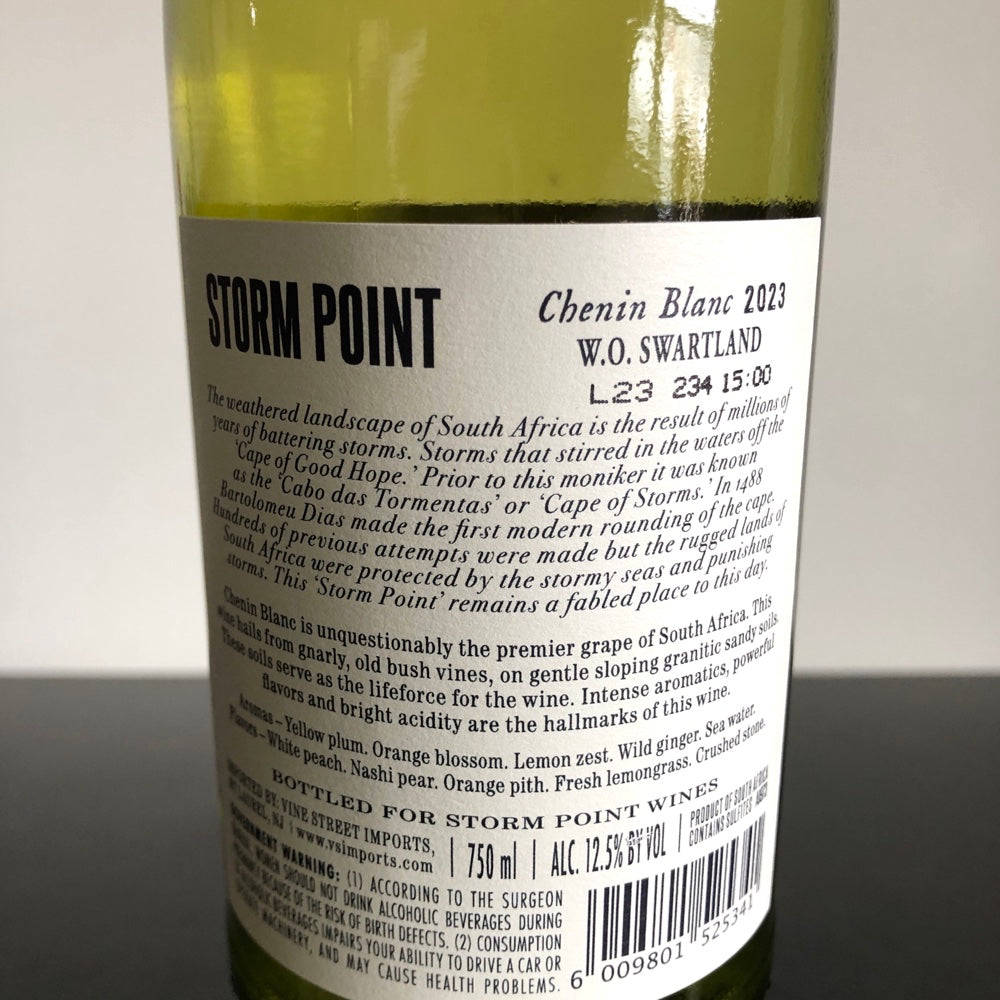 STORM POINT
Chenin Blanc 2023
W.O. SWARTLAND
L23 234 15:00
The weathered landscape of South Africa is the result of millions of
years of battering storms. Storms that stirred in the waters off the
'Cape of Good Hope.' Prior to this moniker it was known
as the 'Cabo das Tormentas' or 'Cape of Storms.' In 1488
Bartolomeu Dias made the first modern rounding of the cape.
Hundreds of previous attempts were made but the rugged lands of
South Africa were protected by the stormy seas and punishing
storms. This 'Storm Point' remains a fabled place to this day.
Chenin Blanc is unquestionably the premier grape of South Africa. This
wine hails from gnarly, old bush vines, on gentle sloping granitic sandy soils.
These soils serve as the lifeforce for the wine. Intense aromatics, powerful
flavors and bright acidity are the hallmarks of this wine.
Aromas – Yellow plum. Orange blossom. Lemon zest. Wild ginger. Sea water.
Flavors – White peach. Nashi pear. Orange pith. Fresh lemongrass. Crushed stone.
BOTTLED FOR STORM POINT WINES
IMPORTED BY: VINE STREET IMPORTS,
MT LAUREL, NJ | www.vsimports.com
750 ml | ALC. 12.5% BY VOL
PRODUCT OF SOUTH AFRICA
CONTAINS SULFITES
GOVERNMENT WARNING: (1) ACCORDING TO THE SURGEON
WOMEN SHOULD NOT DRINK ALCOHOLIC BEVERAGES DURING
BECAUSE OF THE RISK OF BIRTH DEFECTS. (2) CONSUMPTION
ALCOHOLIC BEVERAGES IMPAIRS YOUR ABILITY TO DRIVE A CAR OR
MACHINERY, AND MAY CAUSE HEALTH PROBLEMS.
6 009801 525341